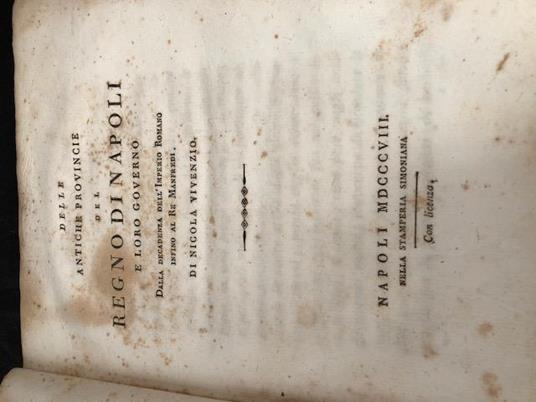 DELLE
ANTICHE PROVINCIE
DEL
REGNO DI NAPOLI
E LORO GOVERNO
DALLA DECADENZA DELL'IMPERIO ROMANO
INFINO AL RE MANFREDI.
DI NICOLA VIVENZIO.
NAPOLI MDCCCVIII.
NELLA STAMPERIA SIMONIANA
Con licenza.